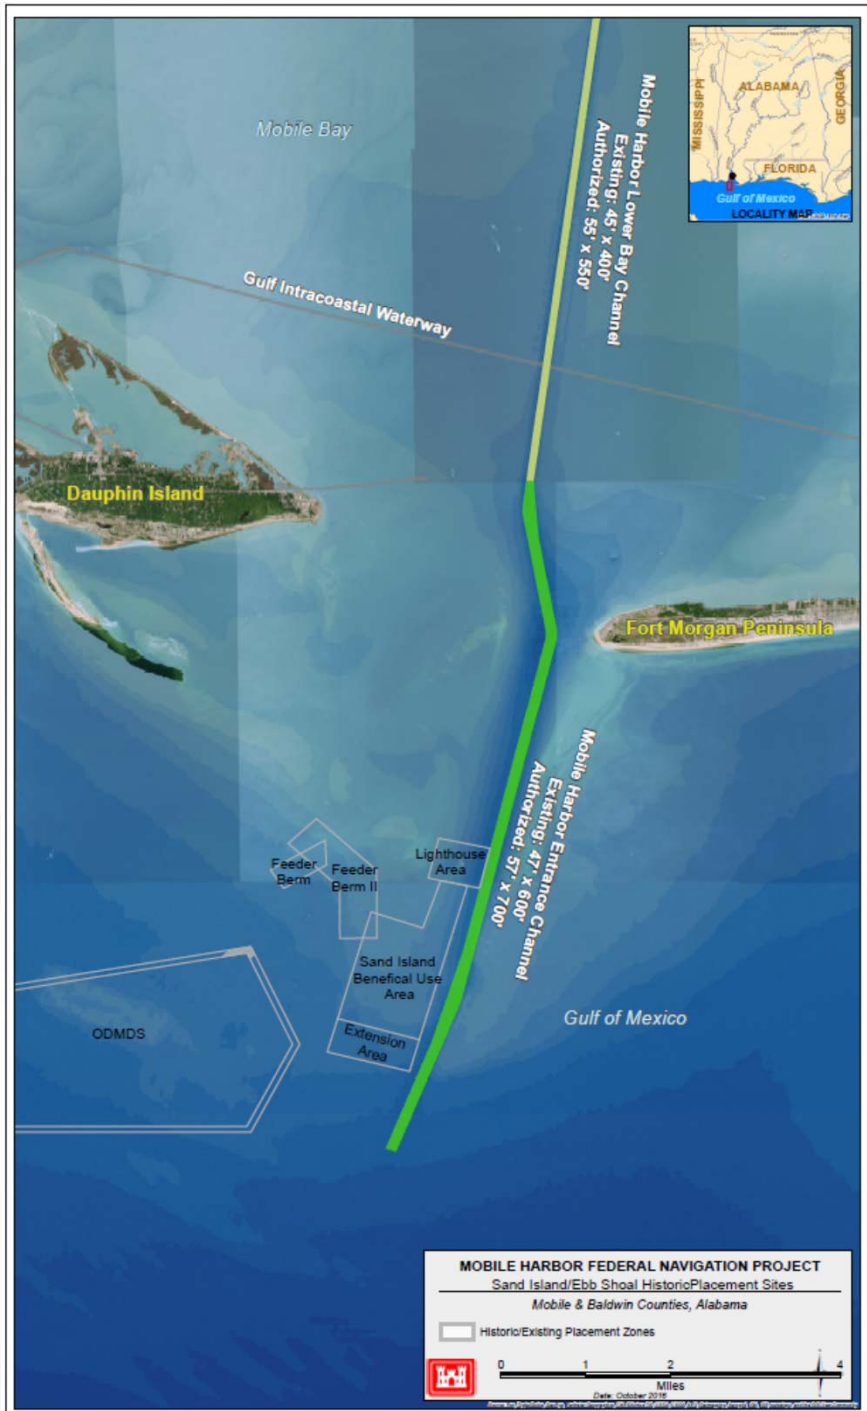 Mobile Bay
Mobile Harbor Lower Bay Channel
Existing: 45' x 400'
Authorized: 55' x 550'
MISSISSIPPI
ALABAMA
GEORGIA
FLORIDA
Gulf of Mexico
LOCALITY MAP
Gulf Intracoastal Waterway
Dauphin Island
Fort Morgan Peninsula
Mobile Harbor Entrance Channel
Existing: 47' x 600'
Authorized: 57' x 700'
Lighthouse
Area
Feeder
Berm
Feeder
Berm II
Sand Island
Benefical Use
Area
Extension
Area
ODMDS
Gulf of Mexico
MOBILE HARBOR FEDERAL NAVIGATION PROJECT
Sand Island/Ebb Shoal HistoricPlacement Sites
Mobile & Baldwin Counties, Alabama
Historic/Existing Placement Zones
0 1 2 4
Miles
Date: October 2016